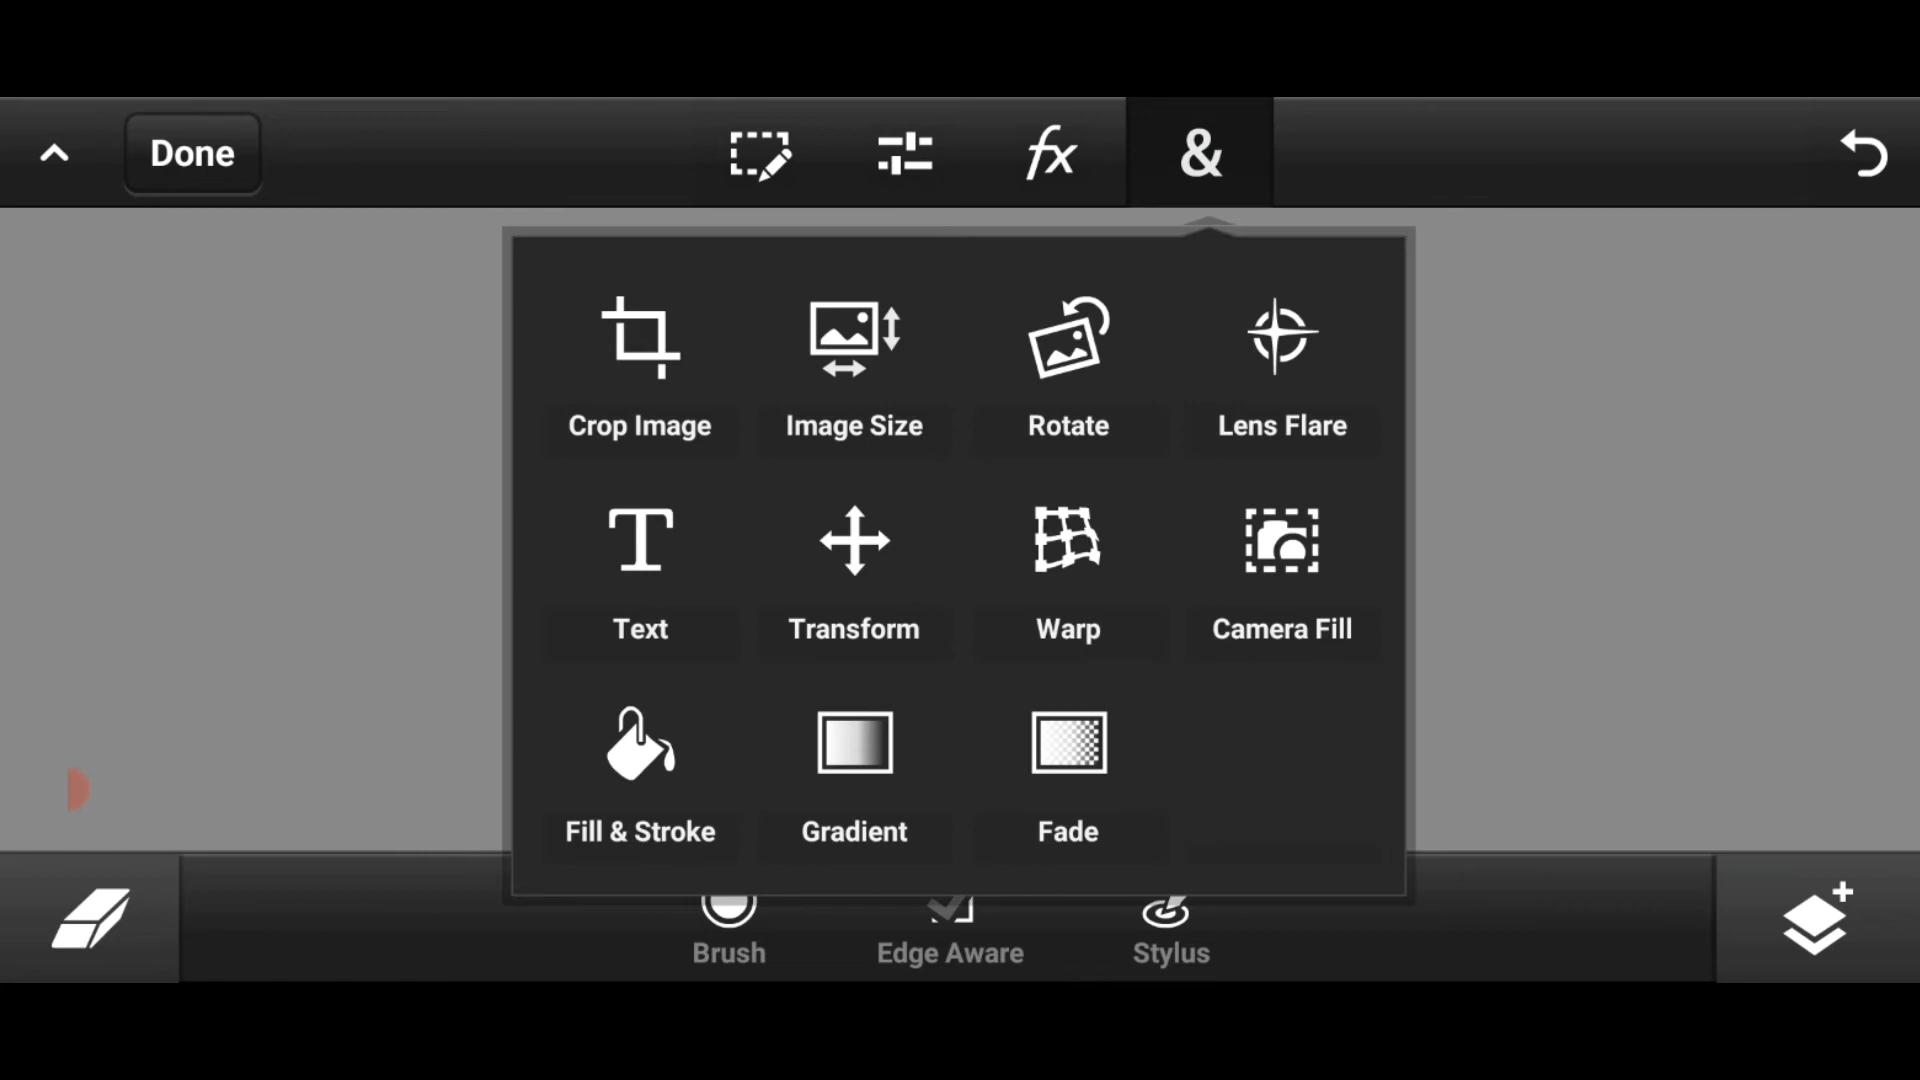 Done
fx
&
Crop Image
Image Size
Rotate
Lens Flare
Text
Transform
Warp
Camera Fill
Fill & Stroke
Gradient
Fade
Brush
Edge Aware
Stylus